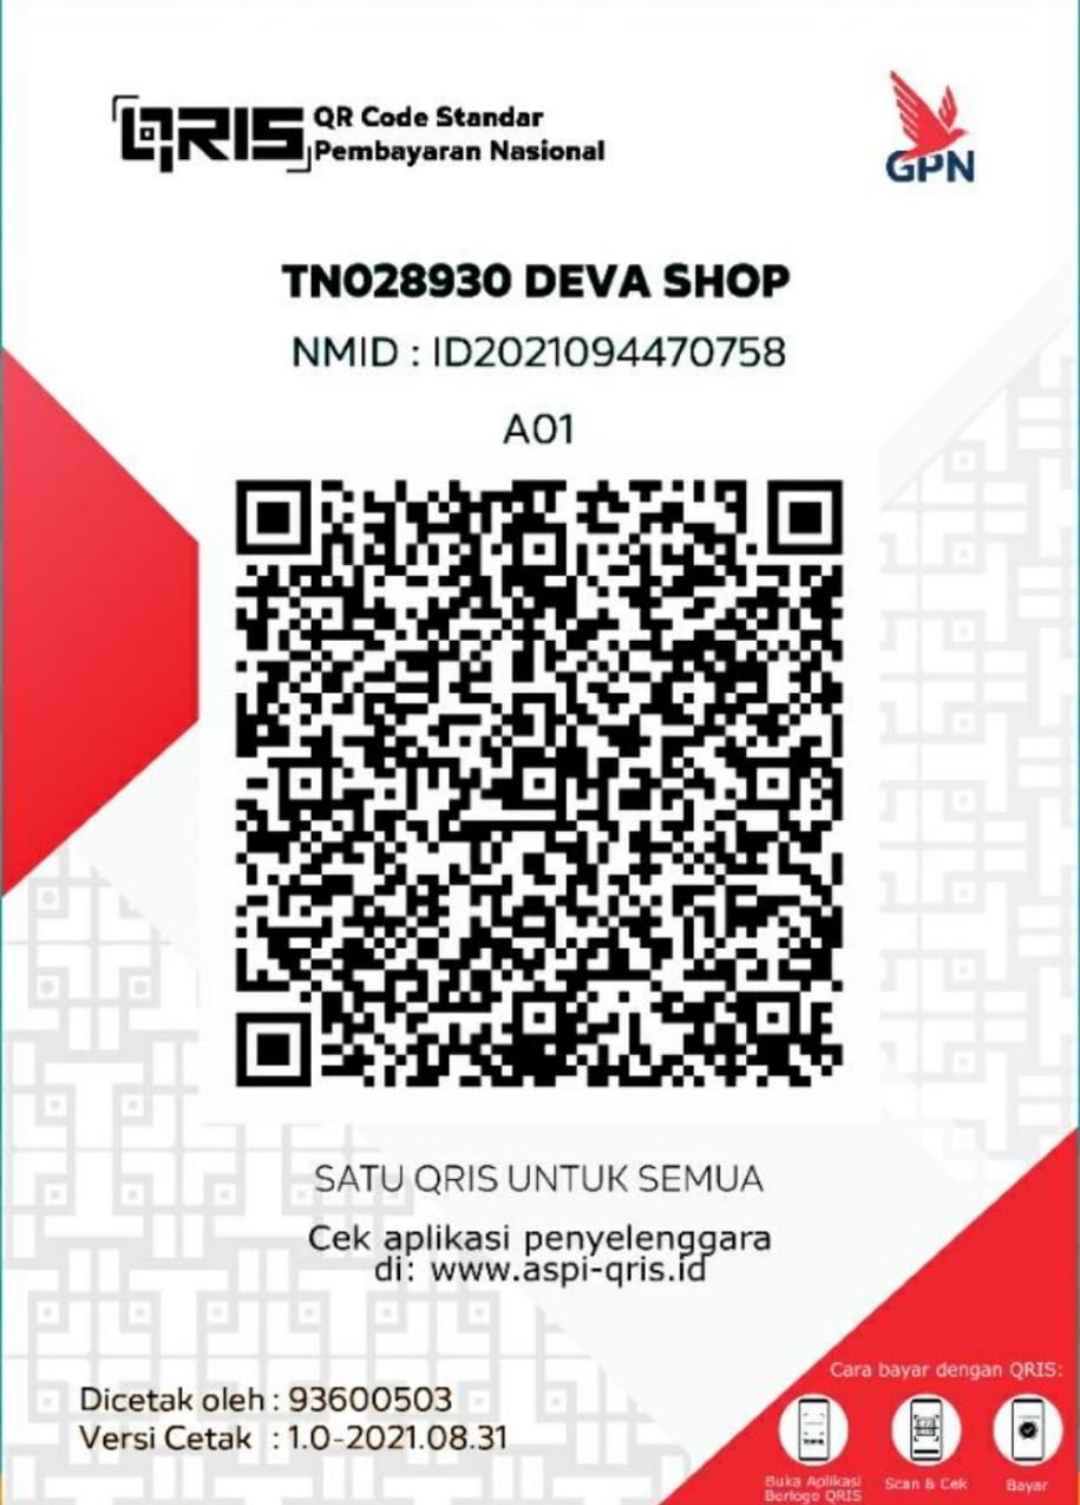 QRIS
QR Code Standar
Pembayaran Nasional
GPN
TN028930 DEVA SHOP
NMID : ID2021094470758
A01
SATU QRIS UNTUK SEMUA
Cek aplikasi penyelenggara
di: www.aspi-qris.id
Dicetak oleh : 93600503
Versi Cetak : 1.0-2021.08.31
Cara bayar dengan QRIS:
Buka Aplikasi
Berlogo QRIS
Scan & Cek
Bayar